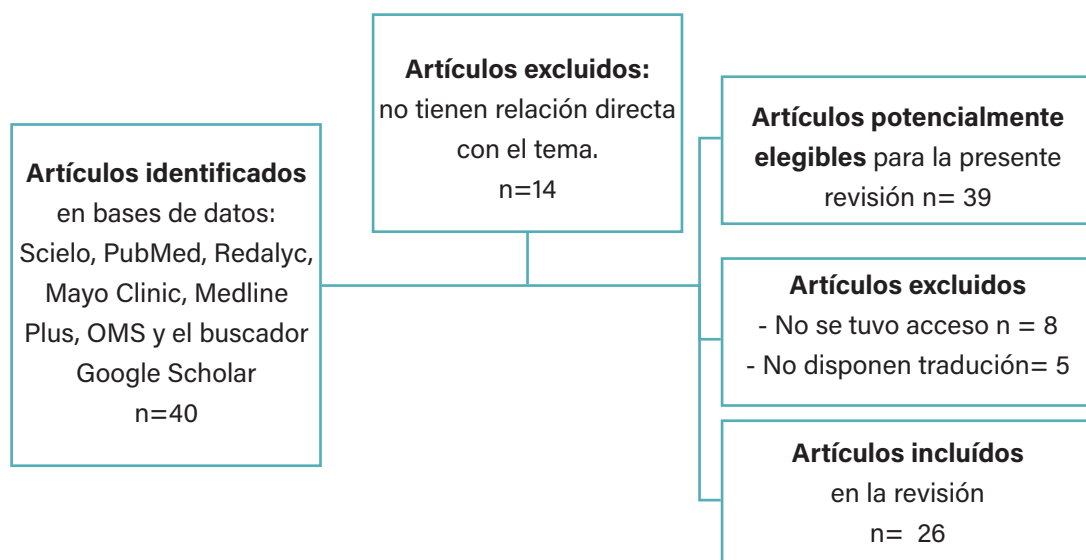 Artículos identificados
en bases de datos:
Scielo, PubMed, Redalyc,
Mayo Clinic, Medline
Plus, OMS y el buscador
Google Scholar
n=40
Artículos excluidos:
no tienen relación directa
con el tema.
n=14
Artículos potencialmente
elegibles para la presente
revisión n= 39
Artículos excluidos
- No se tuvo acceso n = 8
- No disponen tradución= 5
Artículos incluídos
en la revisión
n= 26